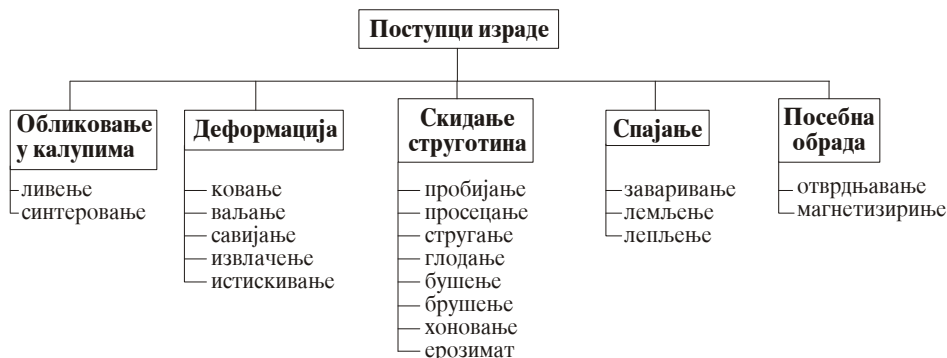 Поступци израде
Обликовање
у калупима
ливење
синтеровање
Деформација
ковање
ваљање
савијање
извлачење
истискивање
Скидање
струготина
пробијање
просецање
стругање
глодање
бушење
брушење
хоновање
ерозимат
Спајање
заваривање
лемљење
лепљење
Посебна
обрада
отврдњавање
магнетизириње